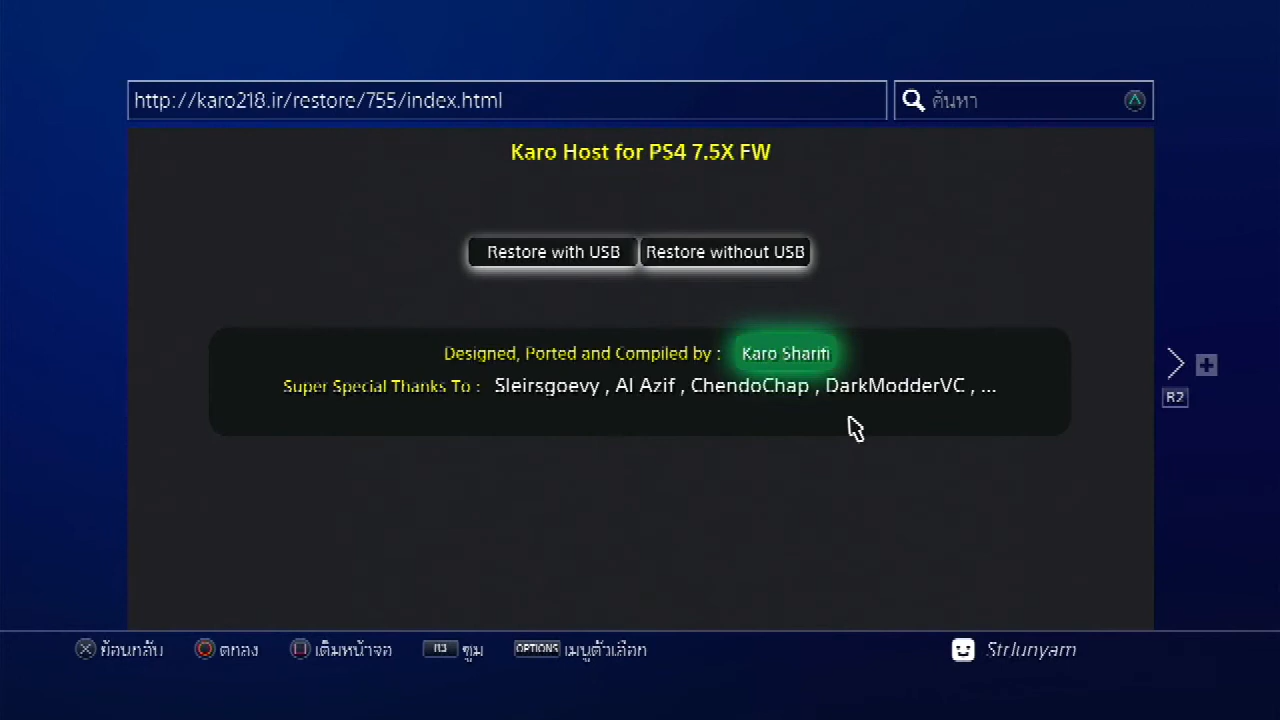 http://karo218.ir/restore/755/index.html
ค้นหา
Karo Host for PS4 7.5X FW
Restore with USB Restore without USB
Designed, Ported and Compiled by : Karo Sharifi
Super Special Thanks To : Sleirsgoevy , Al Azif , ChendoChap , DarkModderVC , ...
R2
ย้อนกลับ ตกลง เต็มหน้าจอ R3 ซูม OPTIONS เมนูตัวเลือก
StrJunyam